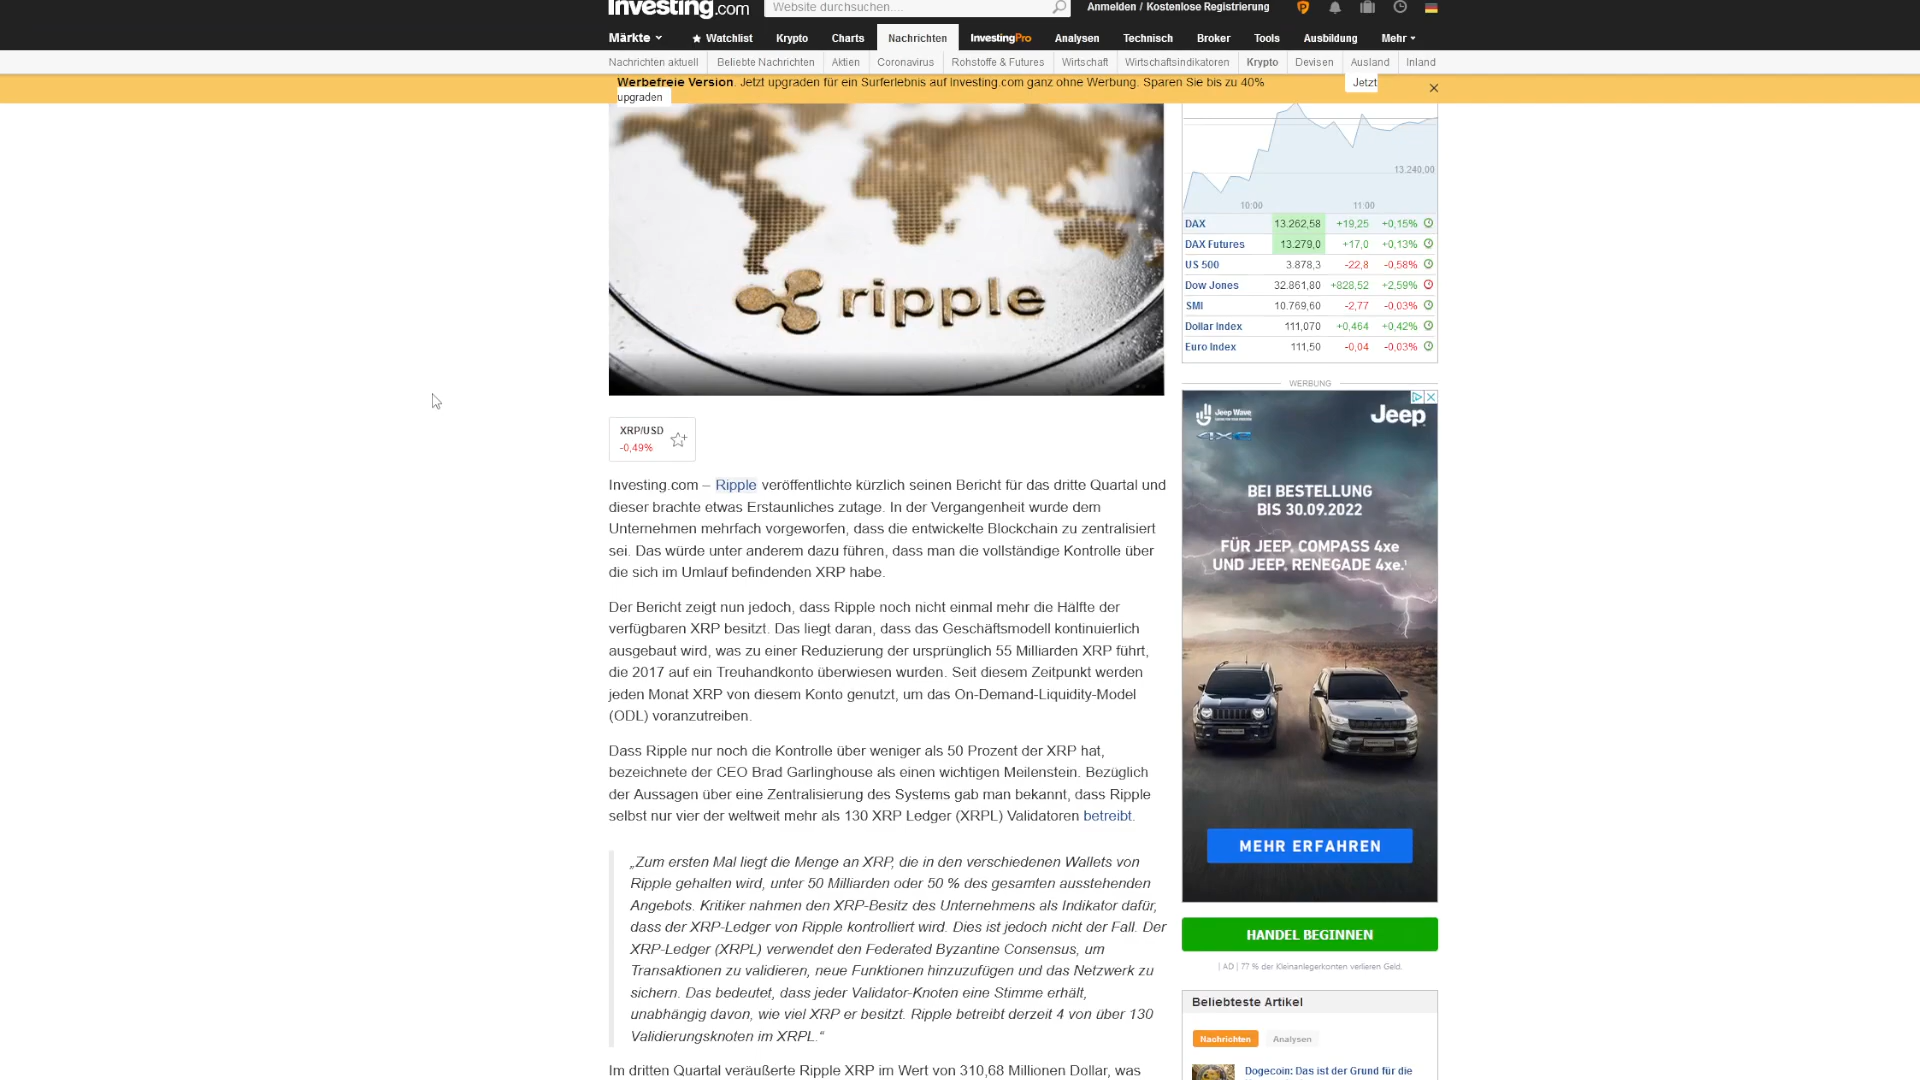 Investing.com
Website durchsuchen....
Anmelden / Kostenlose Registrierung
Märkte
Watchlist
Krypto
Charts
Nachrichten
InvestingPro
Analysen
Technisch
Broker
Tools
Ausbildung
Mehr
Nachrichten aktuell
Beliebte Nachrichten
Aktien
Coronavirus
Rohstoffe & Futures
Wirtschaft
Wirtschaftsindikatoren
Krypto
Devisen
Ausland
Inland
Werbefreie Version. Jetzt upgraden für ein Surferlebnis auf Investing.com ganz ohne Werbung. Sparen Sie bis zu 40% Jetzt
upgraden
ripple
XRP/USD
-0,49%
Investing.com – Ripple veröffentlichte kürzlich seinen Bericht für das dritte Quartal und
dieser brachte etwas Erstaunliches zutage. In der Vergangenheit wurde dem
Unternehmen mehrfach vorgeworfen, dass die entwickelte Blockchain zu zentralisiert
sei. Das würde unter anderem dazu führen, dass man die vollständige Kontrolle über
die sich im Umlauf befindenden XRP habe.
Der Bericht zeigt nun jedoch, dass Ripple noch nicht einmal mehr die Hälfte der
verfügbaren XRP besitzt. Das liegt daran, dass das Geschäftsmodell kontinuierlich
ausgebaut wird, was zu einer Reduzierung der ursprünglich 55 Milliarden XRP führt,
die 2017 auf ein Treuhandkonto überwiesen wurden. Seit diesem Zeitpunkt werden
jeden Monat XRP von diesem Konto genutzt, um das On-Demand-Liquidity-Model
(ODL) voranzutreiben.
Dass Ripple nur noch die Kontrolle über weniger als 50 Prozent der XRP hat,
bezeichnete der CEO Brad Garlinghouse als einen wichtigen Meilenstein. Bezüglich
der Aussagen über eine Zentralisierung des Systems gab man bekannt, dass Ripple
selbst nur vier der weltweit mehr als 130 XRP Ledger (XRPL) Validatoren betreibt.
„Zum ersten Mal liegt die Menge an XRP, die in den verschiedenen Wallets von
Ripple gehalten wird, unter 50 Milliarden oder 50 % des gesamten ausstehenden
Angebots. Kritiker nahmen den XRP-Besitz des Unternehmens als Indikator dafür,
dass der XRP-Ledger von Ripple kontrolliert wird. Dies ist jedoch nicht der Fall. Der
XRP-Ledger (XRPL) verwendet den Federated Byzantine Consensus, um
Transaktionen zu validieren, neue Funktionen hinzuzufügen und das Netzwerk zu
sichern. Das bedeutet, dass jeder Validator-Knoten eine Stimme erhält,
unabhängig davon, wie viel XRP er besitzt. Ripple betreibt derzeit 4 von über 130
Validierungsknoten im XRPL.“
Im dritten Quartal veräußerte Ripple XRP im Wert von 310,68 Millionen Dollar, was
13.240,00
10:00
11:00
DAX 13.262,58 +19,25 +0,15%
DAX Futures 13.279,0 +17,0 +0,13%
US 500 3.878,3 -22,8 -0,58%
Dow Jones 32.861,80 +828,52 +2,59%
SMI 10.769,60 -2,77 -0,03%
Dollar Index 111,070 +0,464 +0,42%
Euro Index 111,50 -0,04 -0,03%
WERBUNG
Jeep Wave
Jeep
4xe
BEI BESTELLUNG
BIS 30.09.2022
FÜR JEEP® COMPASS 4xe
UND JEEP® RENEGADE 4xe.¹
MEHR ERFAHREN
HANDEL BEGINNEN
| AD | 77 % der Kleinanlegerkonten verlieren Geld.
Beliebteste Artikel
Nachrichten
Analysen
Dogecoin: Das ist der Grund für die